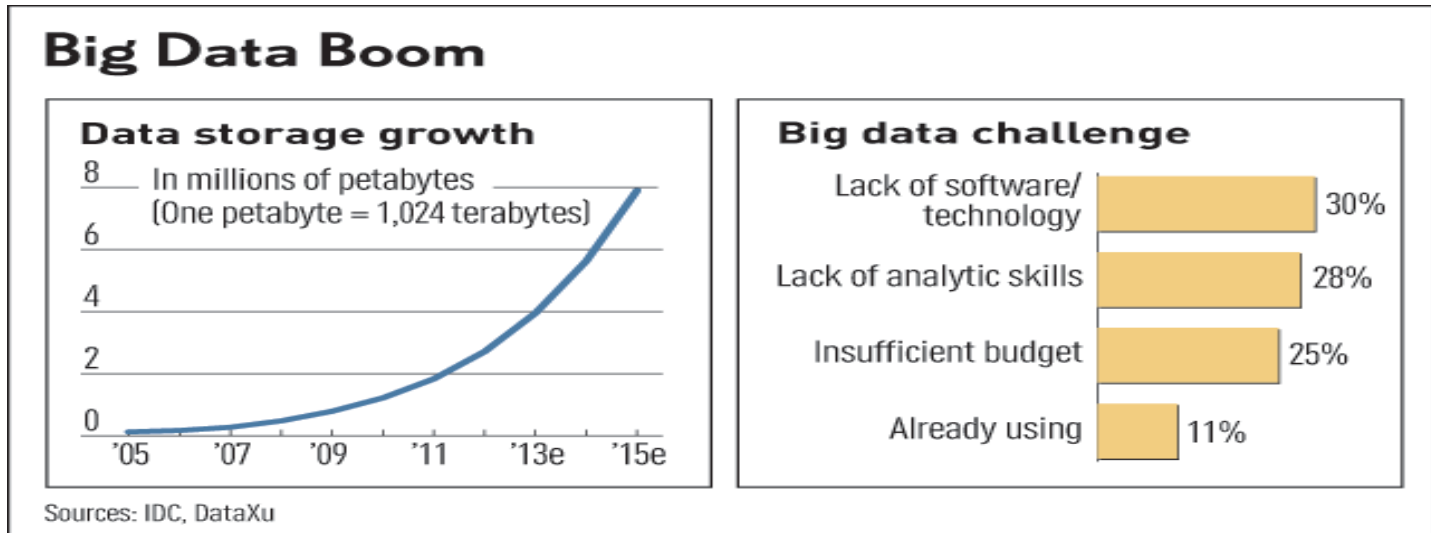 Big Data Boom
Data storage growth
8
In millions of petabytes
(One petabyte = 1,024 terabytes)
6
4
2
0
’05 ’07 ’09 ’11 ’13e ’15e
Big data challenge
Lack of software/
technology
30%
Lack of analytic skills
28%
Insufficient budget
25%
Already using
11%
Sources: IDC, DataXu